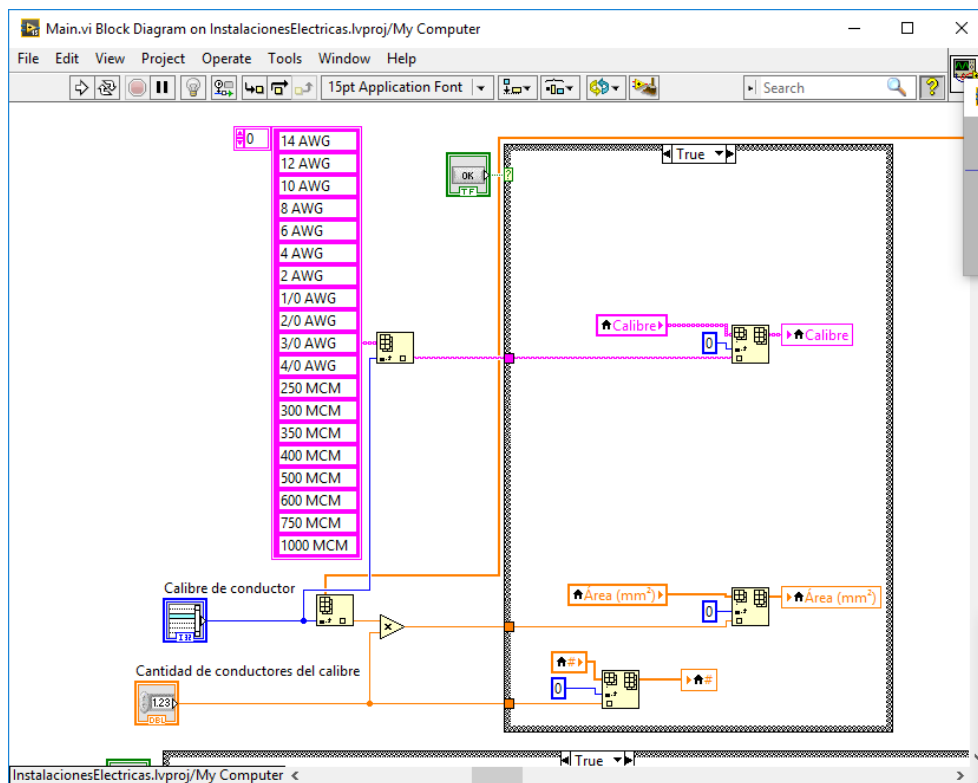 Main.vi Block Diagram on InstalacionesElectricas.lvproj/My Computer
File Edit View Project Operate Tools Window Help
15pt Application Font
Search
0
14 AWG
12 AWG
10 AWG
8 AWG
6 AWG
4 AWG
2 AWG
1/0 AWG
2/0 AWG
3/0 AWG
4/0 AWG
250 MCM
300 MCM
350 MCM
400 MCM
500 MCM
600 MCM
750 MCM
1000 MCM
OK
TF
?
True
Calibre
0
Calibre
Calibre de conductor
I32
x
Área (mm²)
0
Área (mm²)
Cantidad de conductores del calibre
1.23
DBL
#
0
#
True
InstalacionesElectricas.lvproj/My Computer